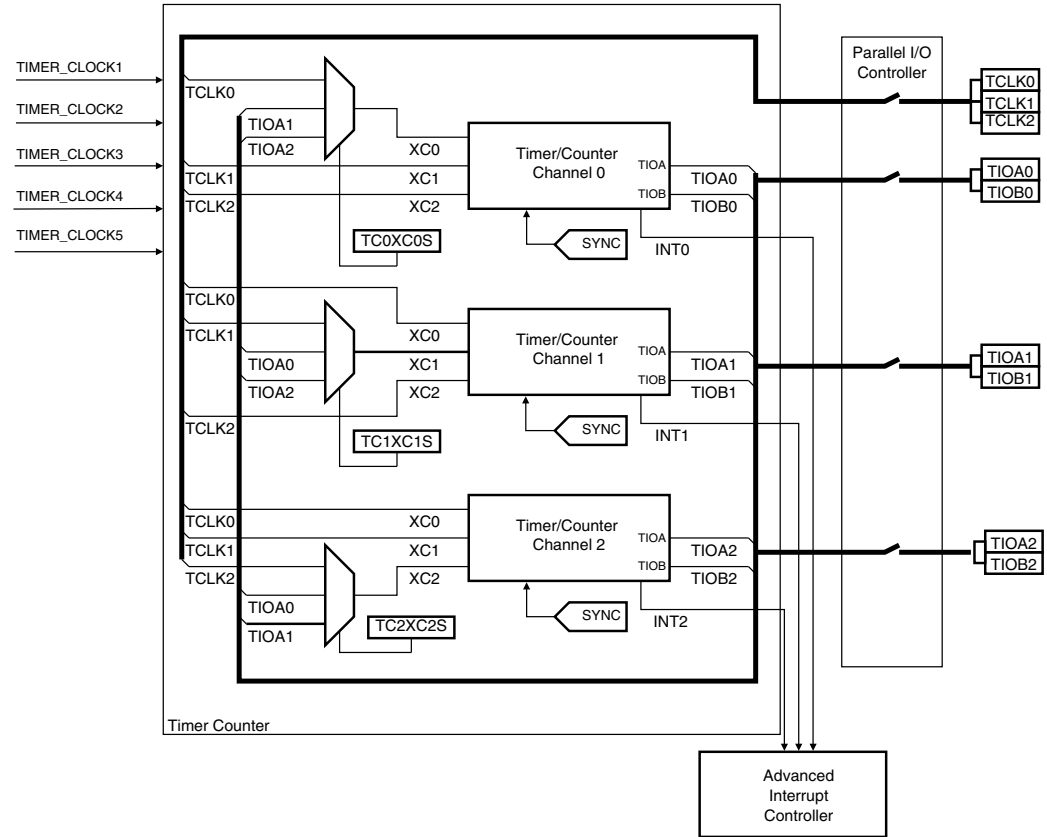 TIMER_CLOCK1
TIMER_CLOCK2
TIMER_CLOCK3
TIMER_CLOCK4
TIMER_CLOCK5
TCLK0
TIOA1
TIOA2
TCLK1
TCLK2
XC0
XC1
XC2
TC0XC0S
Timer/Counter
Channel 0
TIOA
TIOB
TIOA0
TIOB0
SYNC
INT0
TCLK0
TCLK1
TIOA0
TIOA2
TCLK2
XC0
XC1
XC2
TC1XC1S
Timer/Counter
Channel 1
TIOA
TIOB
TIOA1
TIOB1
SYNC
INT1
TCLK0
TCLK1
TCLK2
TIOA0
TIOA1
XC0
XC1
XC2
TC2XC2S
Timer/Counter
Channel 2
TIOA
TIOB
TIOA2
TIOB2
SYNC
INT2
Timer Counter
Parallel I/O
Controller
TCLK0
TCLK1
TCLK2
TIOA0
TIOB0
TIOA1
TIOB1
TIOA2
TIOB2
Advanced
Interrupt
Controller